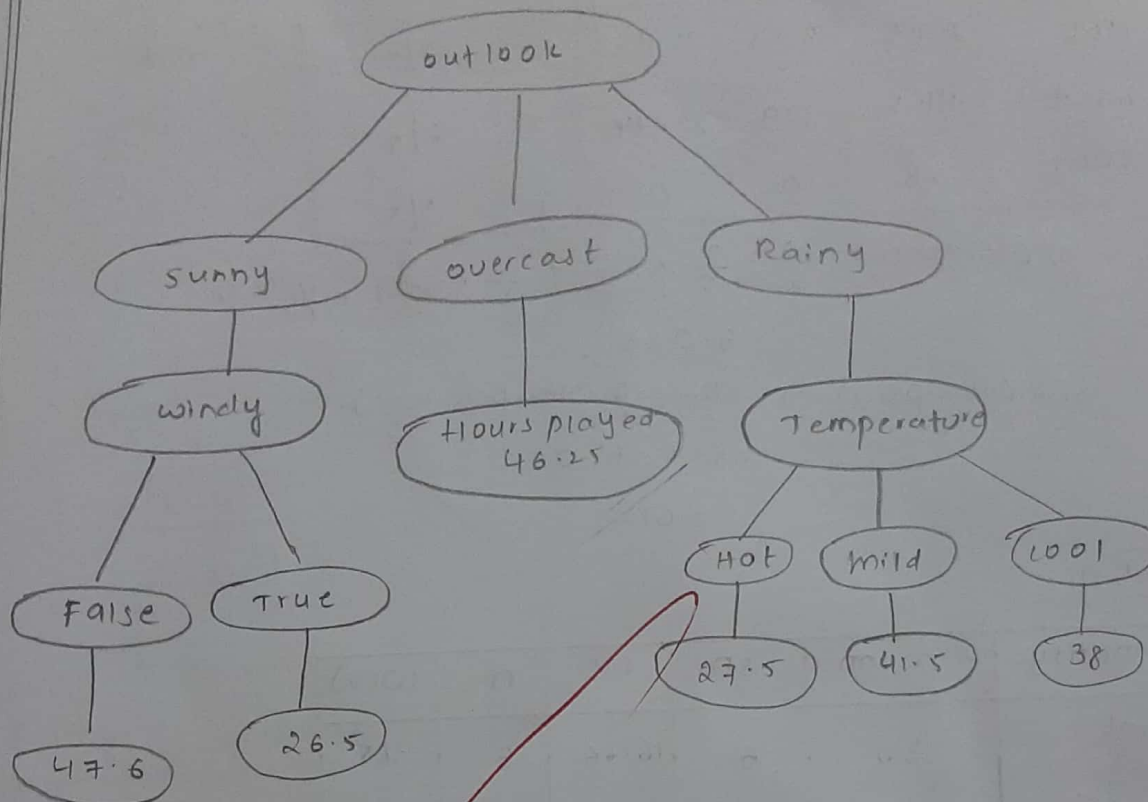 outlook
sunny
overcast
Rainy
windy
Hours played
46.25
Temperature
False
True
Hot
mild
cool
47.6
26.5
27.5
41.5
38